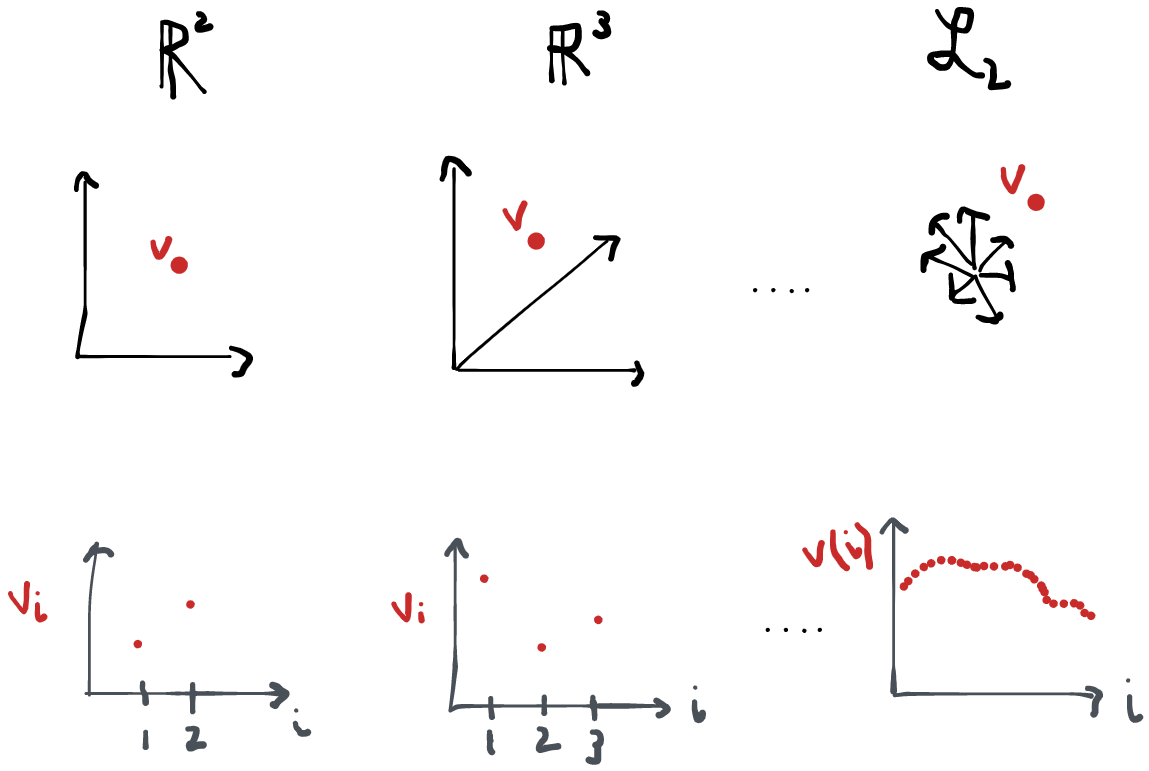 ℝ² ℝ³ ℒ₂
v v .... v
vᵢ vᵢ .... v(i)
i i i
1 2 1 2 3